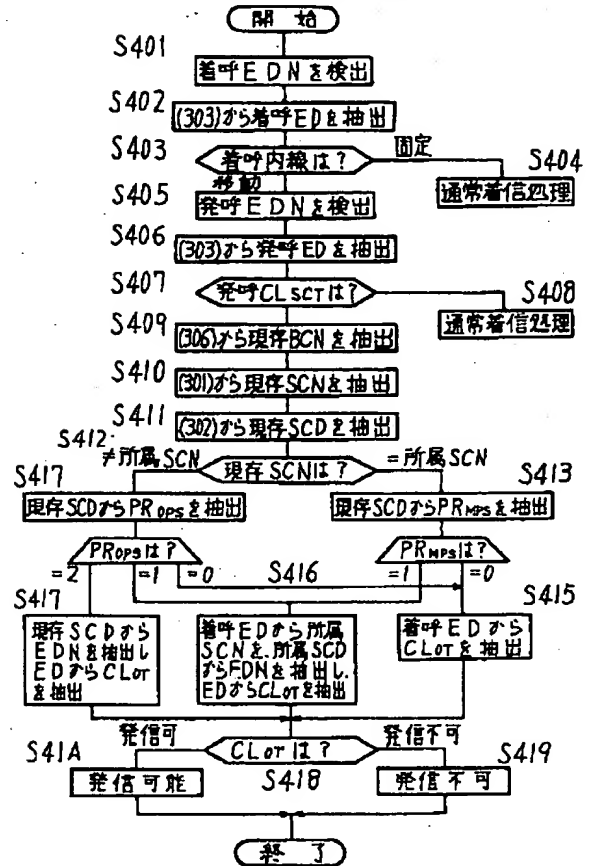 開始
S401
着呼EDNを検出
S402
(303)から着呼EDを抽出
S403
着呼内線は?
固定
S404
通常着信処理
移動
S405
発呼EDNを検出
S406
(303)から発呼EDを抽出
S407
発呼CLSCTは?
S408
通常着信処理
S409
(306)から現存BCNを抽出
S410
(301)から現存SCNを抽出
S411
(302)から現存SCDを抽出
S412
≠所属SCN
現存SCNは?
=所属SCN
S417
現存SCDからPROPSを抽出
S413
現存SCDからPRMPSを抽出
PROPSは?
PRMPSは?
=2
=1
=0
S416
=1
=0
S417
現存SCDから
EDNを抽出し
EDからCLOT
を抽出
着呼EDから所属
SCNを、所属SCD
からEDNを抽出し、
EDからCLOTを抽出
S415
着呼EDから
CLOTを抽出
発信可
CLOTは?
発信不可
S41A
発信可能
S418
S419
発信不可
終了